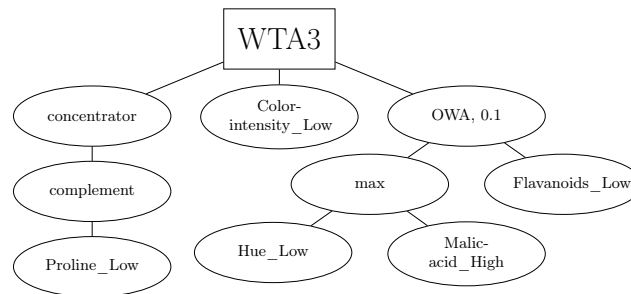 WTA3
concentrator
Color-
intensity_Low
OWA, 0.1
complement
max
Flavanoids_Low
Proline_Low
Hue_Low
Malic-
acid_High